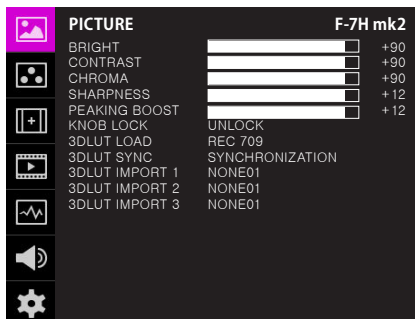 PICTURE F-7H mk2
BRIGHT +90
CONTRAST +90
CHROMA +90
SHARPNESS +12
PEAKING BOOST +12
KNOB LOCK UNLOCK
3DLUT LOAD REC 709
3DLUT SYNC SYNCHRONIZATION
3DLUT IMPORT 1 NONE01
3DLUT IMPORT 2 NONE01
3DLUT IMPORT 3 NONE01